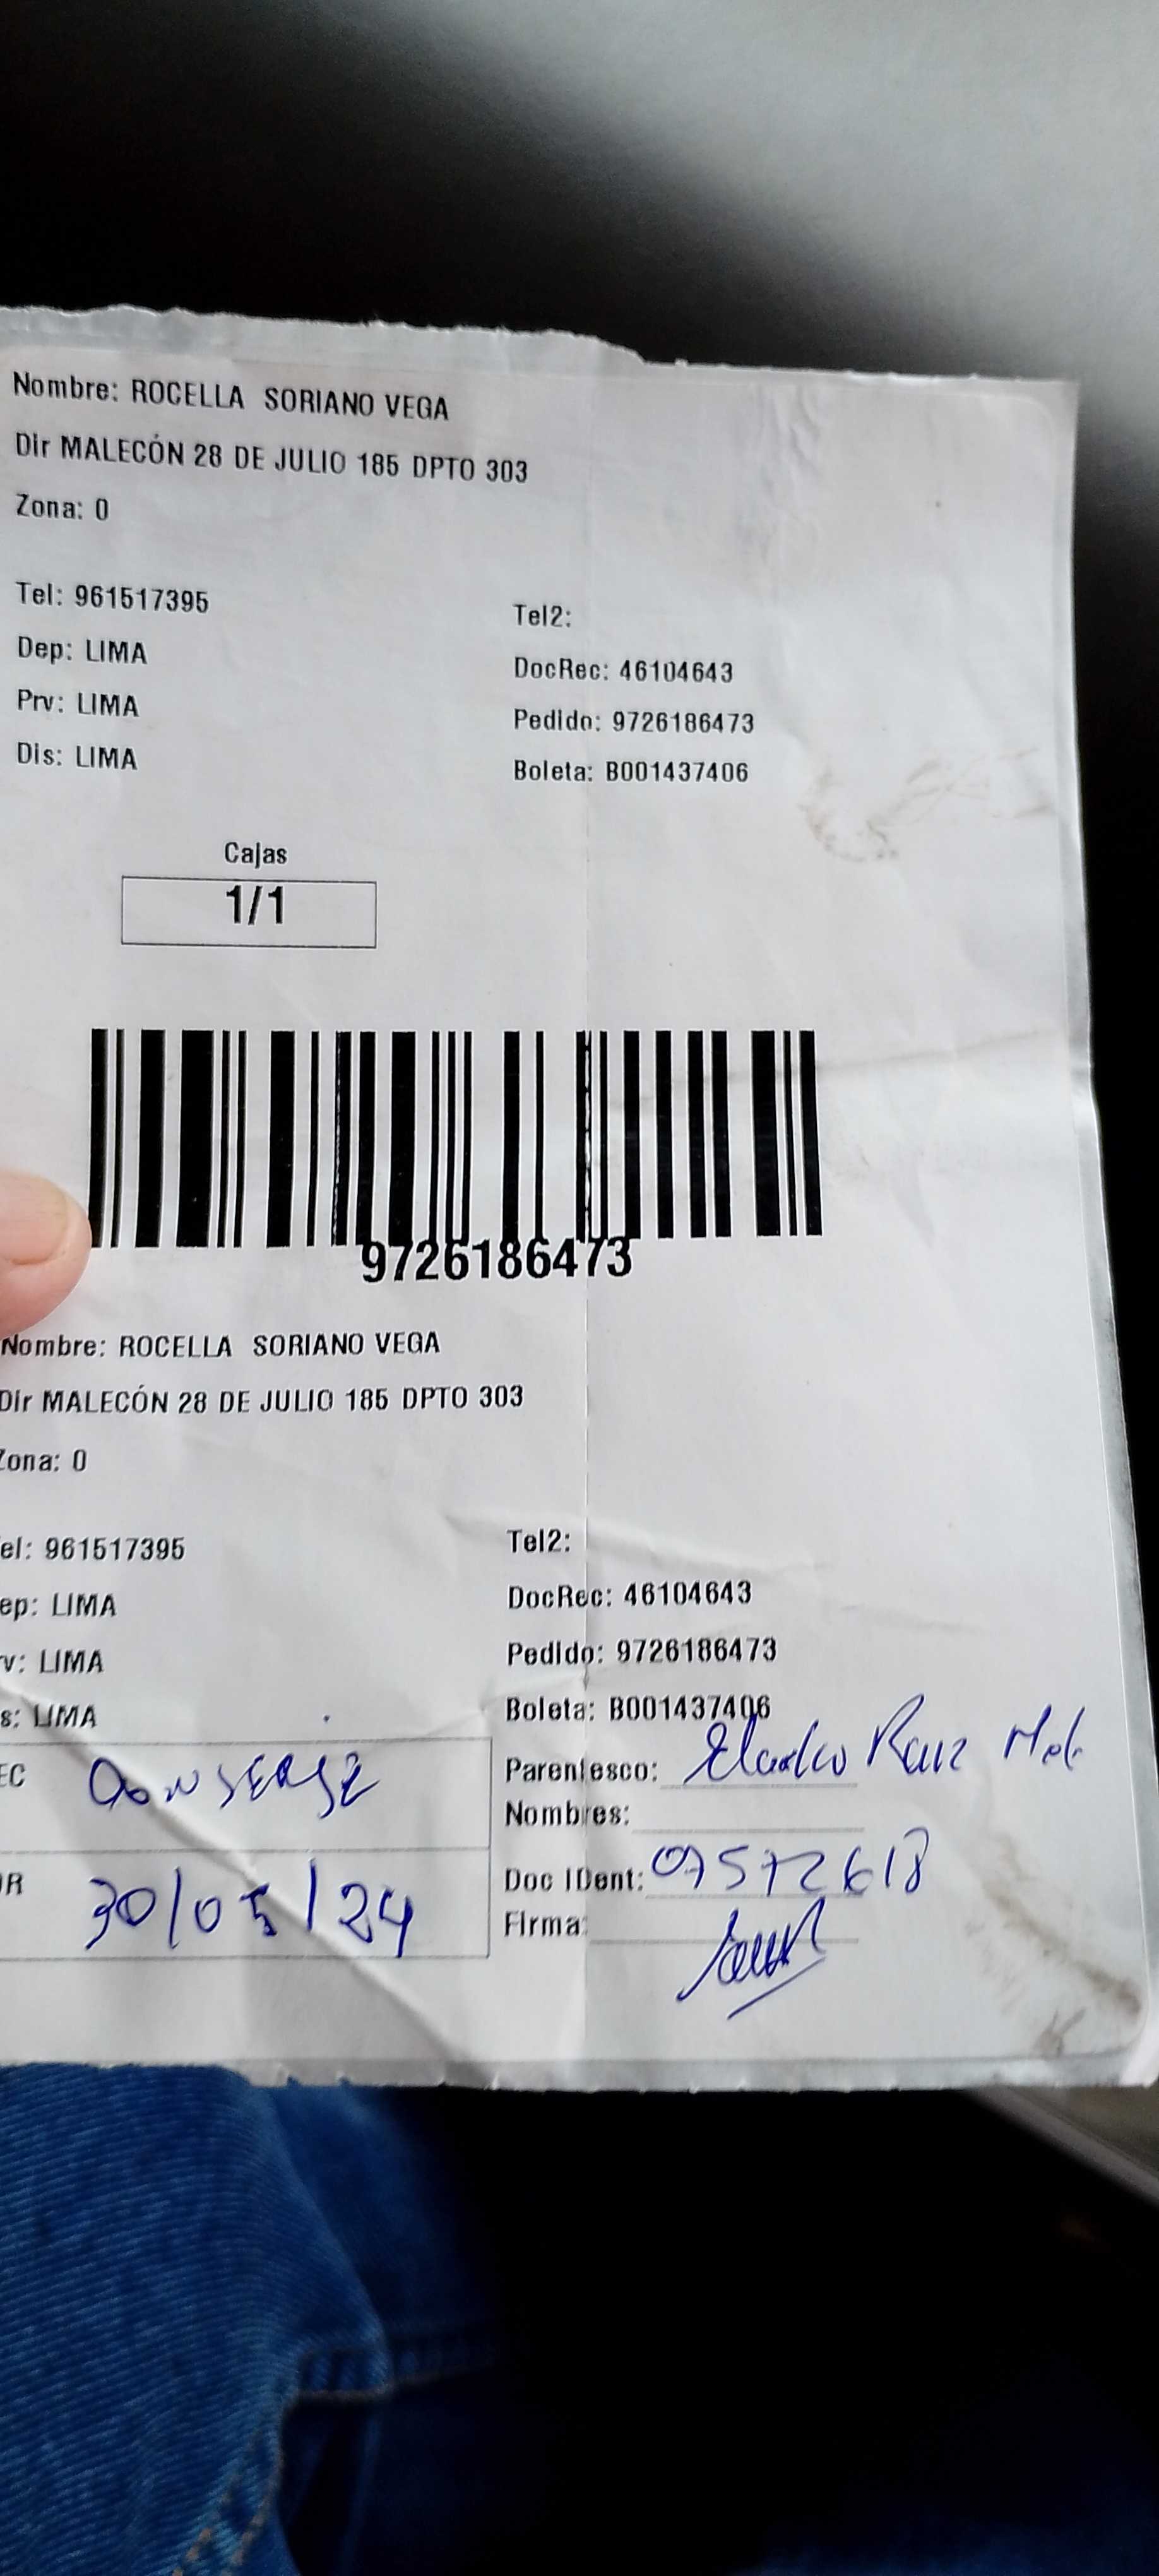 Nombre: ROCELLA SORIANO VEGA
Dir MALECÓN 28 DE JULIO 185 DPTO 303
Zona: 0
Tel: 961517395
Tel2:
Dep: LIMA
DocRec: 46104643
Prv: LIMA
Pedido: 9726186473
Dis: LIMA
Boleta: B001437406
Cajas
1/1
9726186473
Nombre: ROCELLA SORIANO VEGA
Dir MALECÓN 28 DE JULIO 185 DPTO 303
Zona: 0
el: 961517395
Tel2:
ep: LIMA
DocRec: 46104643
v: LIMA
Pedido: 9726186473
s: LIMA
Boleta: B001437406
EC
Parentesco: Ruiz
Nombres:
Doc IDent: 09572618
OR 30/05/24
Firma: